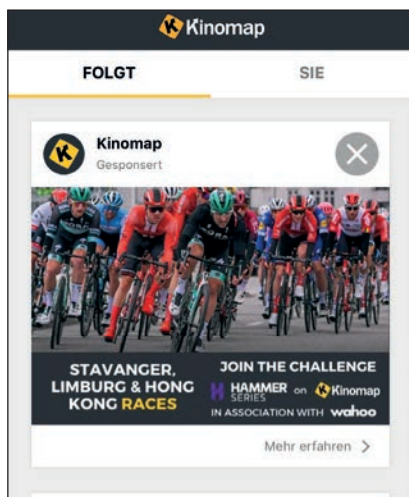 Kinomap
FOLGT SIE
Kinomap
Gesponsert
STAVANGER,
LIMBURG & HONG
KONG RACES
JOIN THE CHALLENGE
HAMMER SERIES on Kinomap
IN ASSOCIATION WITH wahoo
Mehr erfahren >